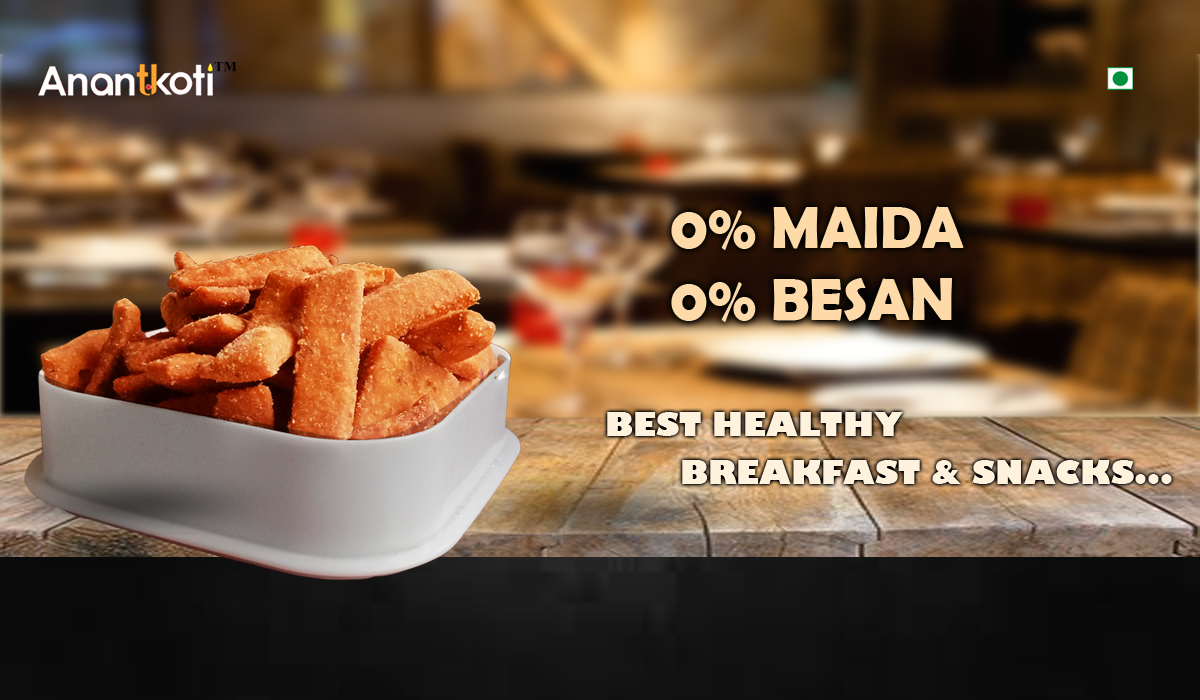 Anantkoti™
0% MAIDA
0% BESAN
BEST HEALTHY
BREAKFAST & SNACKS...